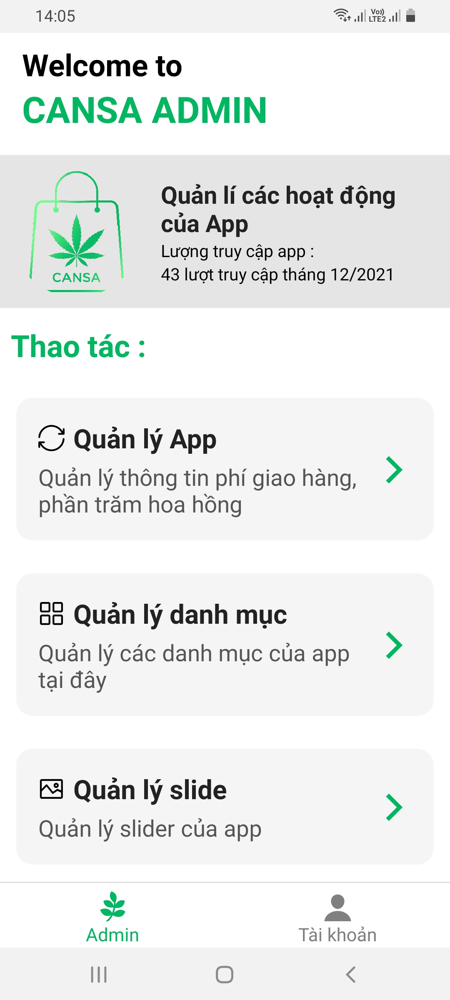 14:05
Vo))
LTE2
Welcome to
CANSA ADMIN
CANSA
Quản lí các hoạt động
của App
Lượng truy cập app :
43 lượt truy cập tháng 12/2021
Thao tác :
Quản lý App
Quản lý thông tin phí giao hàng,
phần trăm hoa hồng
Quản lý danh mục
Quản lý các danh mục của app
tại đây
Quản lý slide
Quản lý slider của app
Admin
Tài khoản